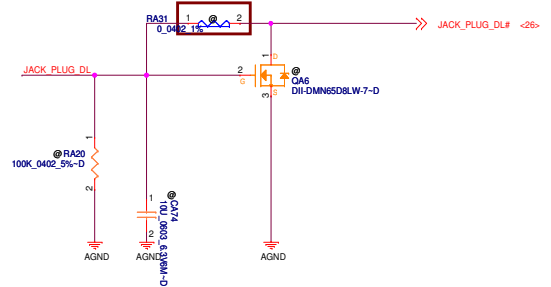 RA31 1 @ 2
0_0402_1%
JACK_PLUG_DL# <26>
JACK_PLUG_DL
1 D
2
G
@
QA6
DII-DMN65D8LW-7~D
3 S
1
@ RA20
100K_0402_5%~D
2
1
@
CA74
10U_0603_6.3V6M~D
2
AGND
AGND
AGND